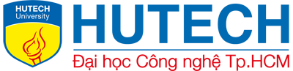 HUTECH
University
HUTECH
Đại học Công nghệ Tp.HCM